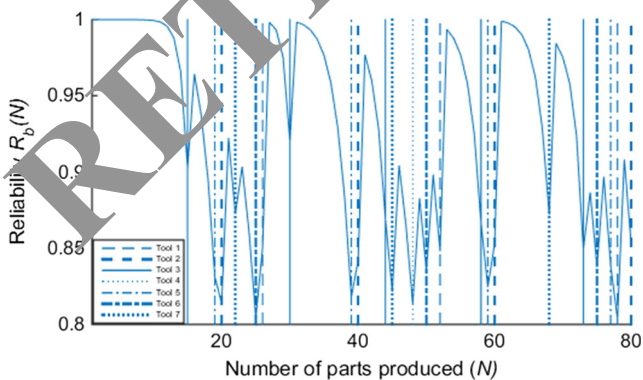 Reliability R_b(N)
1
0.95
0.9
0.85
0.8
RET
Tool 1
Tool 2
Tool 3
Tool 4
Tool 5
Tool 6
Tool 7
20 40 60 80
Number of parts produced (N)